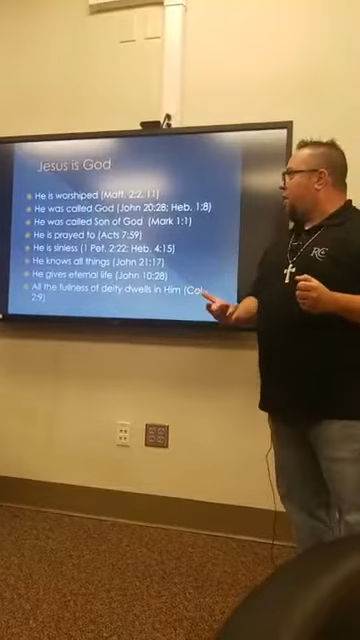 Jesus is God
He is worshiped (Matt. 2:2, 11)
He was called God (John 20:28; Heb. 1:8)
He was called Son of God (Mark 1:1)
He is prayed to (Acts 7:59)
He is sinless (1 Pet. 2:22; Heb. 4:15)
He knows all things (John 21:17)
He gives eternal life (John 10:28)
All the fullness of deity dwells in Him (Col.
2:9)